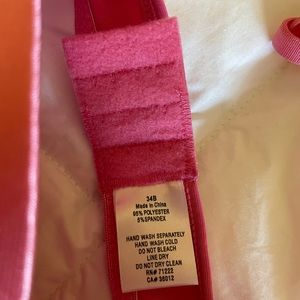 34B
Made in China
95% POLYESTER
5%SPANDEX
HAND WASH SEPARATELY
HAND WASH COLD
DO NOT BLEACH
LINE DRY
DO NOT DRY CLEAN
RN# 71222
CA# 36012